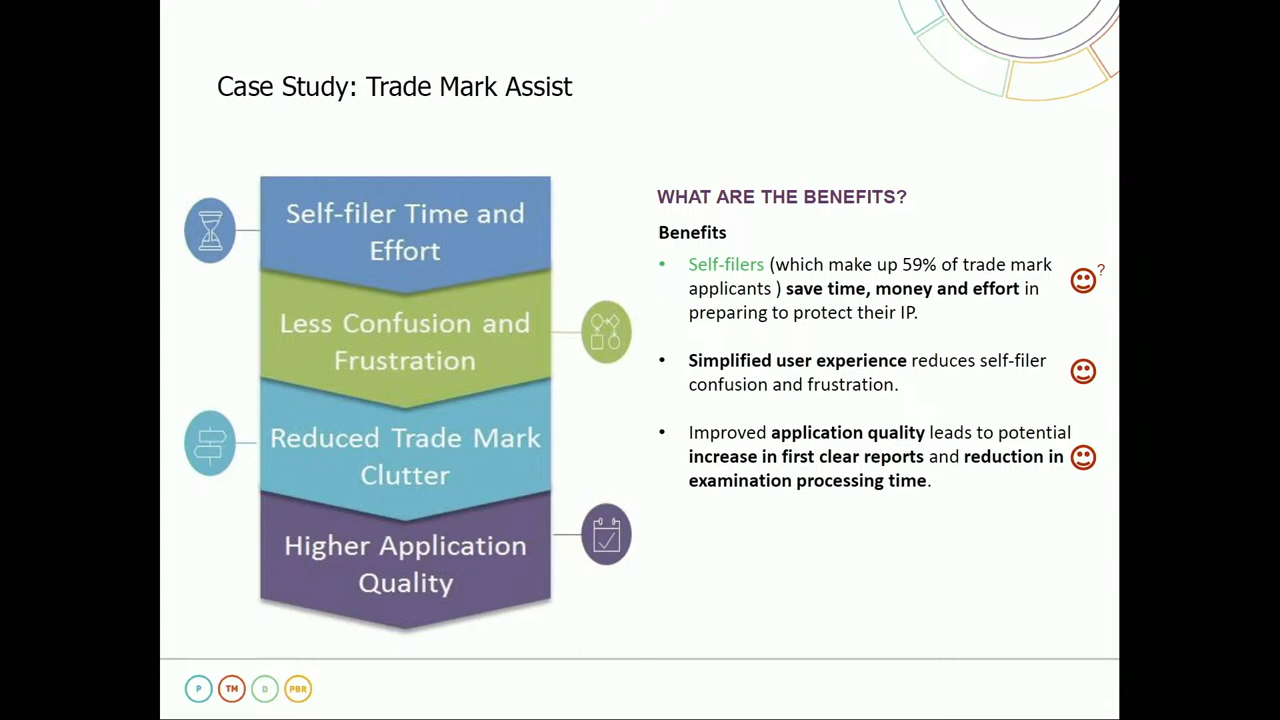 Case Study: Trade Mark Assist
Self-filer Time and
Effort
Less Confusion and
Frustration
Reduced Trade Mark
Clutter
Higher Application
Quality
WHAT ARE THE BENEFITS?
Benefits
• Self-filers (which make up 59% of trade mark
applicants ) save time, money and effort in
preparing to protect their IP.
?
• Simplified user experience reduces self-filer
confusion and frustration.
• Improved application quality leads to potential
increase in first clear reports and reduction in
examination processing time.
P TM D PBR